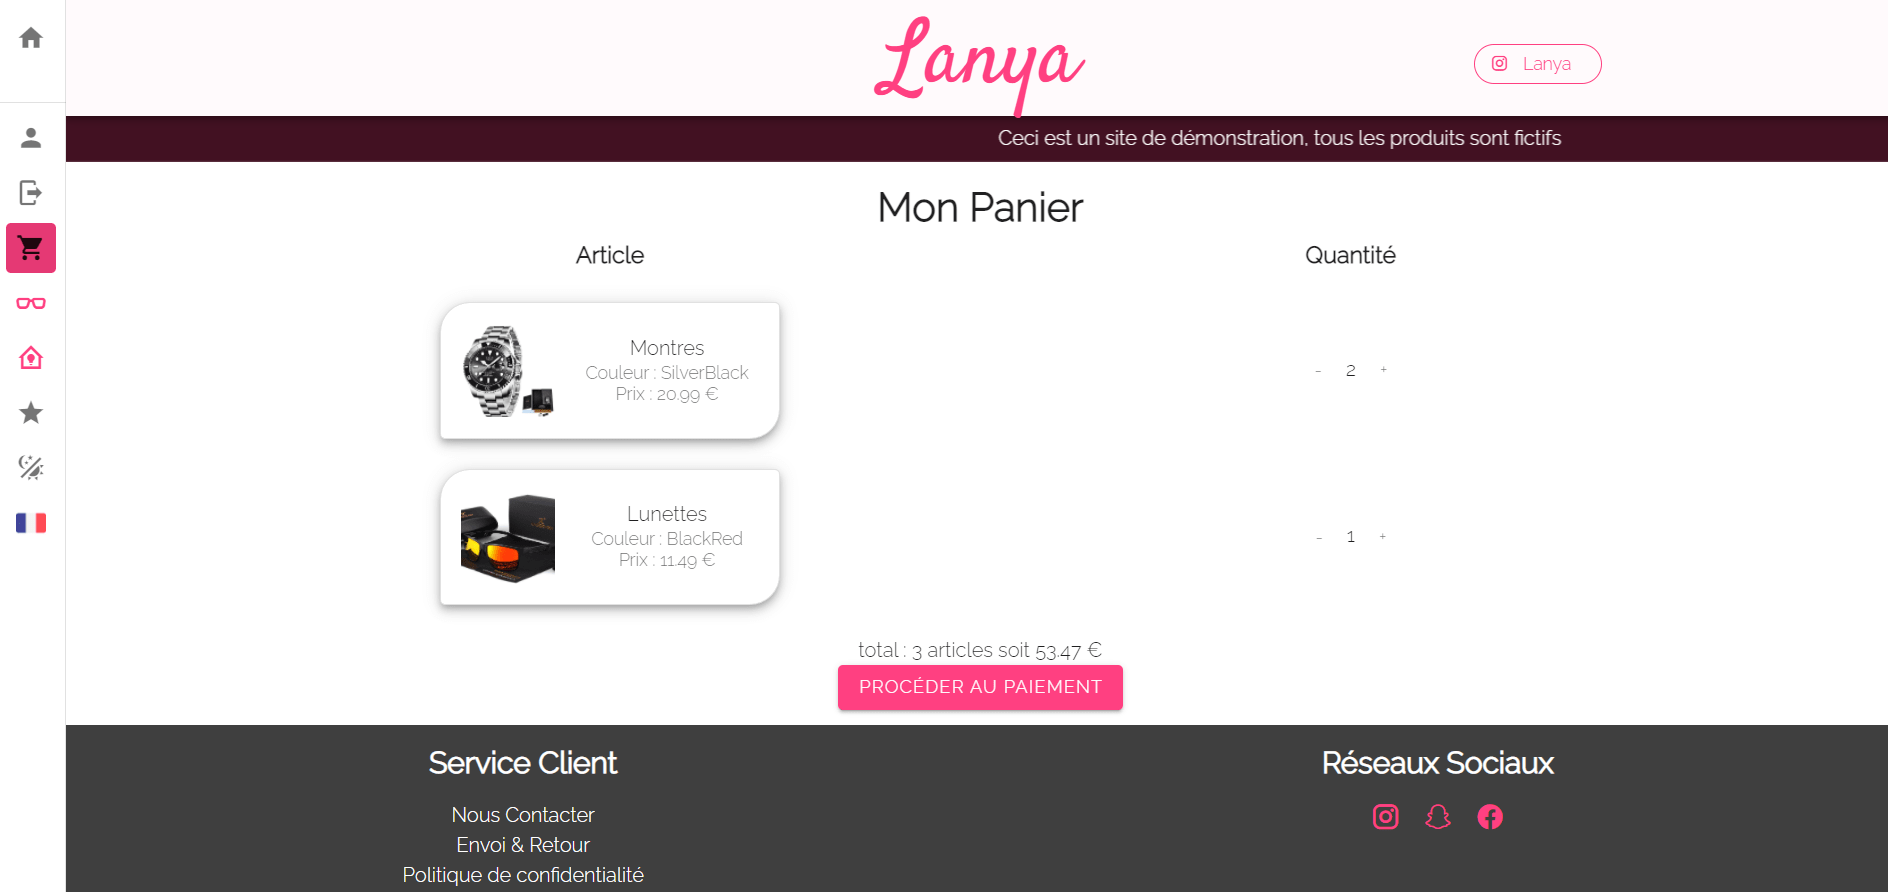 Lanya
Lanya
Ceci est un site de démonstration, tous les produits sont fictifs
Mon Panier
Article
Quantité
Montres
Couleur : SilverBlack
Prix : 20.99 €
- 2 +
Lunettes
Couleur : BlackRed
Prix : 11.49 €
- 1 +
total : 3 articles soit 53.47 €
PROCÉDER AU PAIEMENT
Service Client
Réseaux Sociaux
Nous Contacter
Envoi & Retour
Politique de confidentialité